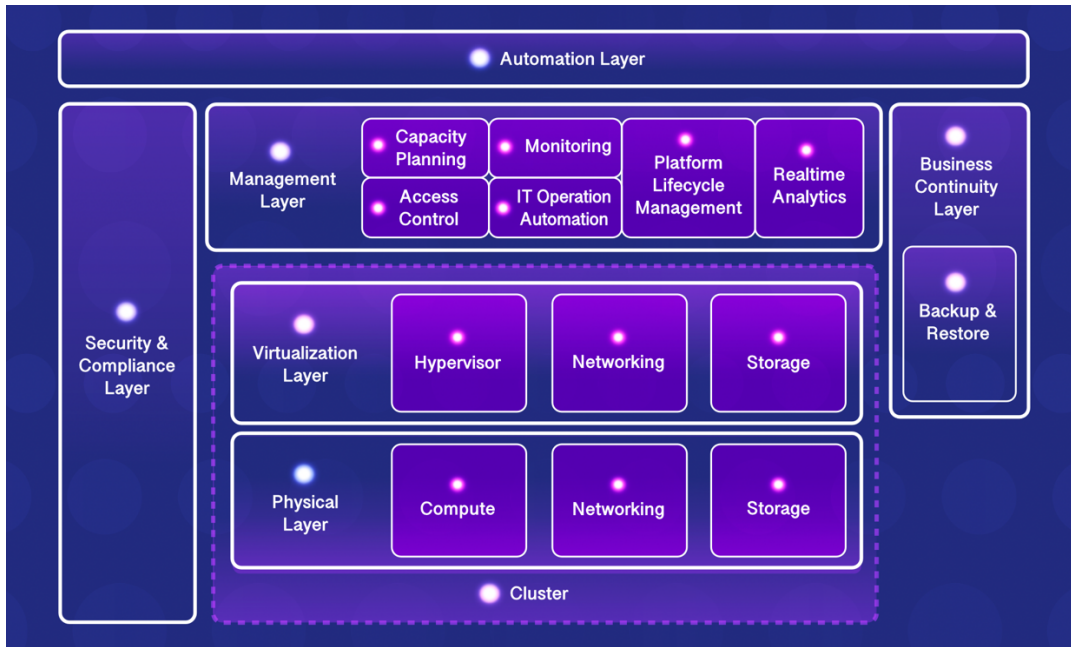 Automation Layer
Security &
Compliance
Layer
Management
Layer
Capacity
Planning
Monitoring
Access
Control
IT Operation
Automation
Platform
Lifecycle
Management
Realtime
Analytics
Business
Continuity
Layer
Backup &
Restore
Virtualization
Layer
Hypervisor
Networking
Storage
Physical
Layer
Compute
Networking
Storage
Cluster